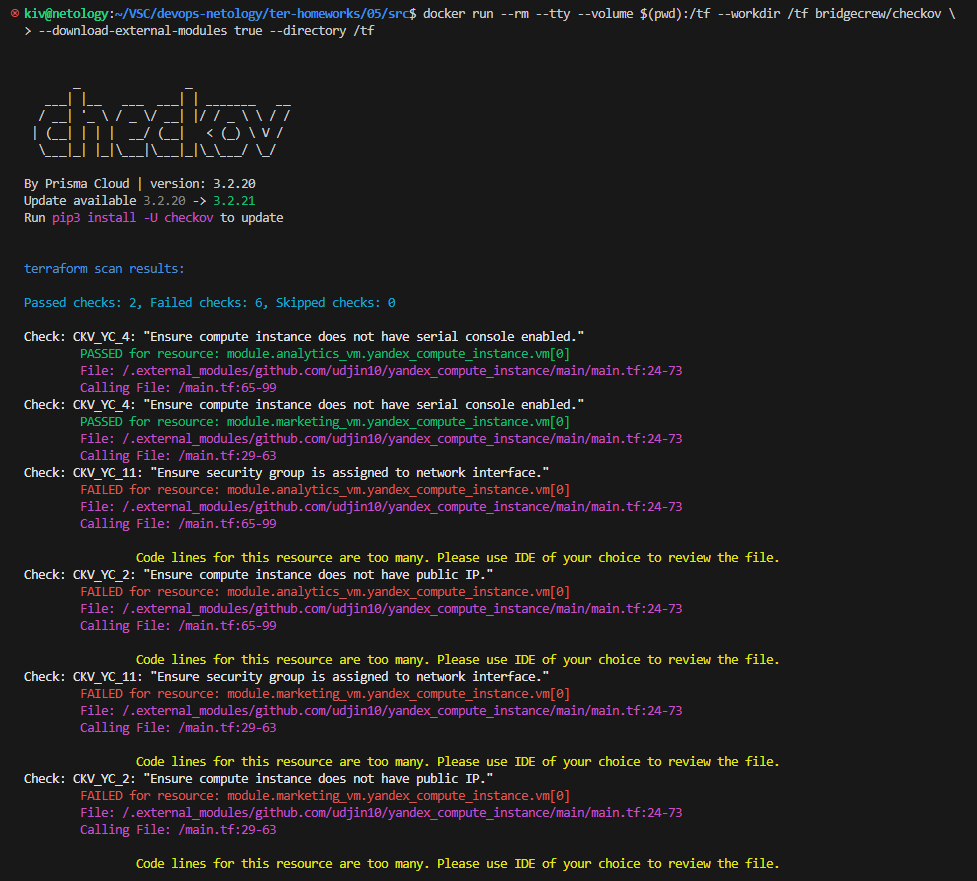 kiv@netology:~/VSC/devops-netology/ter-homeworks/05/src$ docker run --rm --tty --volume $(pwd):/tf --workdir /tf bridgecrew/checkov \
> --download-external-modules true --directory /tf
checkov
By Prisma Cloud | version: 3.2.20
Update available 3.2.20 -> 3.2.21
Run pip3 install -U checkov to update
terraform scan results:
Passed checks: 2, Failed checks: 6, Skipped checks: 0
Check: CKV_YC_4: "Ensure compute instance does not have serial console enabled."
PASSED for resource: module.analytics_vm.yandex_compute_instance.vm[0]
File: /.external_modules/github.com/udjin10/yandex_compute_instance/main/main.tf:24-73
Calling File: /main.tf:65-99
Check: CKV_YC_4: "Ensure compute instance does not have serial console enabled."
PASSED for resource: module.marketing_vm.yandex_compute_instance.vm[0]
File: /.external_modules/github.com/udjin10/yandex_compute_instance/main/main.tf:24-73
Calling File: /main.tf:29-63
Check: CKV_YC_11: "Ensure security group is assigned to network interface."
FAILED for resource: module.analytics_vm.yandex_compute_instance.vm[0]
File: /.external_modules/github.com/udjin10/yandex_compute_instance/main/main.tf:24-73
Calling File: /main.tf:65-99
Code lines for this resource are too many. Please use IDE of your choice to review the file.
Check: CKV_YC_2: "Ensure compute instance does not have public IP."
FAILED for resource: module.analytics_vm.yandex_compute_instance.vm[0]
File: /.external_modules/github.com/udjin10/yandex_compute_instance/main/main.tf:24-73
Calling File: /main.tf:65-99
Code lines for this resource are too many. Please use IDE of your choice to review the file.
Check: CKV_YC_11: "Ensure security group is assigned to network interface."
FAILED for resource: module.marketing_vm.yandex_compute_instance.vm[0]
File: /.external_modules/github.com/udjin10/yandex_compute_instance/main/main.tf:24-73
Calling File: /main.tf:29-63
Code lines for this resource are too many. Please use IDE of your choice to review the file.
Check: CKV_YC_2: "Ensure compute instance does not have public IP."
FAILED for resource: module.marketing_vm.yandex_compute_instance.vm[0]
File: /.external_modules/github.com/udjin10/yandex_compute_instance/main/main.tf:24-73
Calling File: /main.tf:29-63
Code lines for this resource are too many. Please use IDE of your choice to review the file.